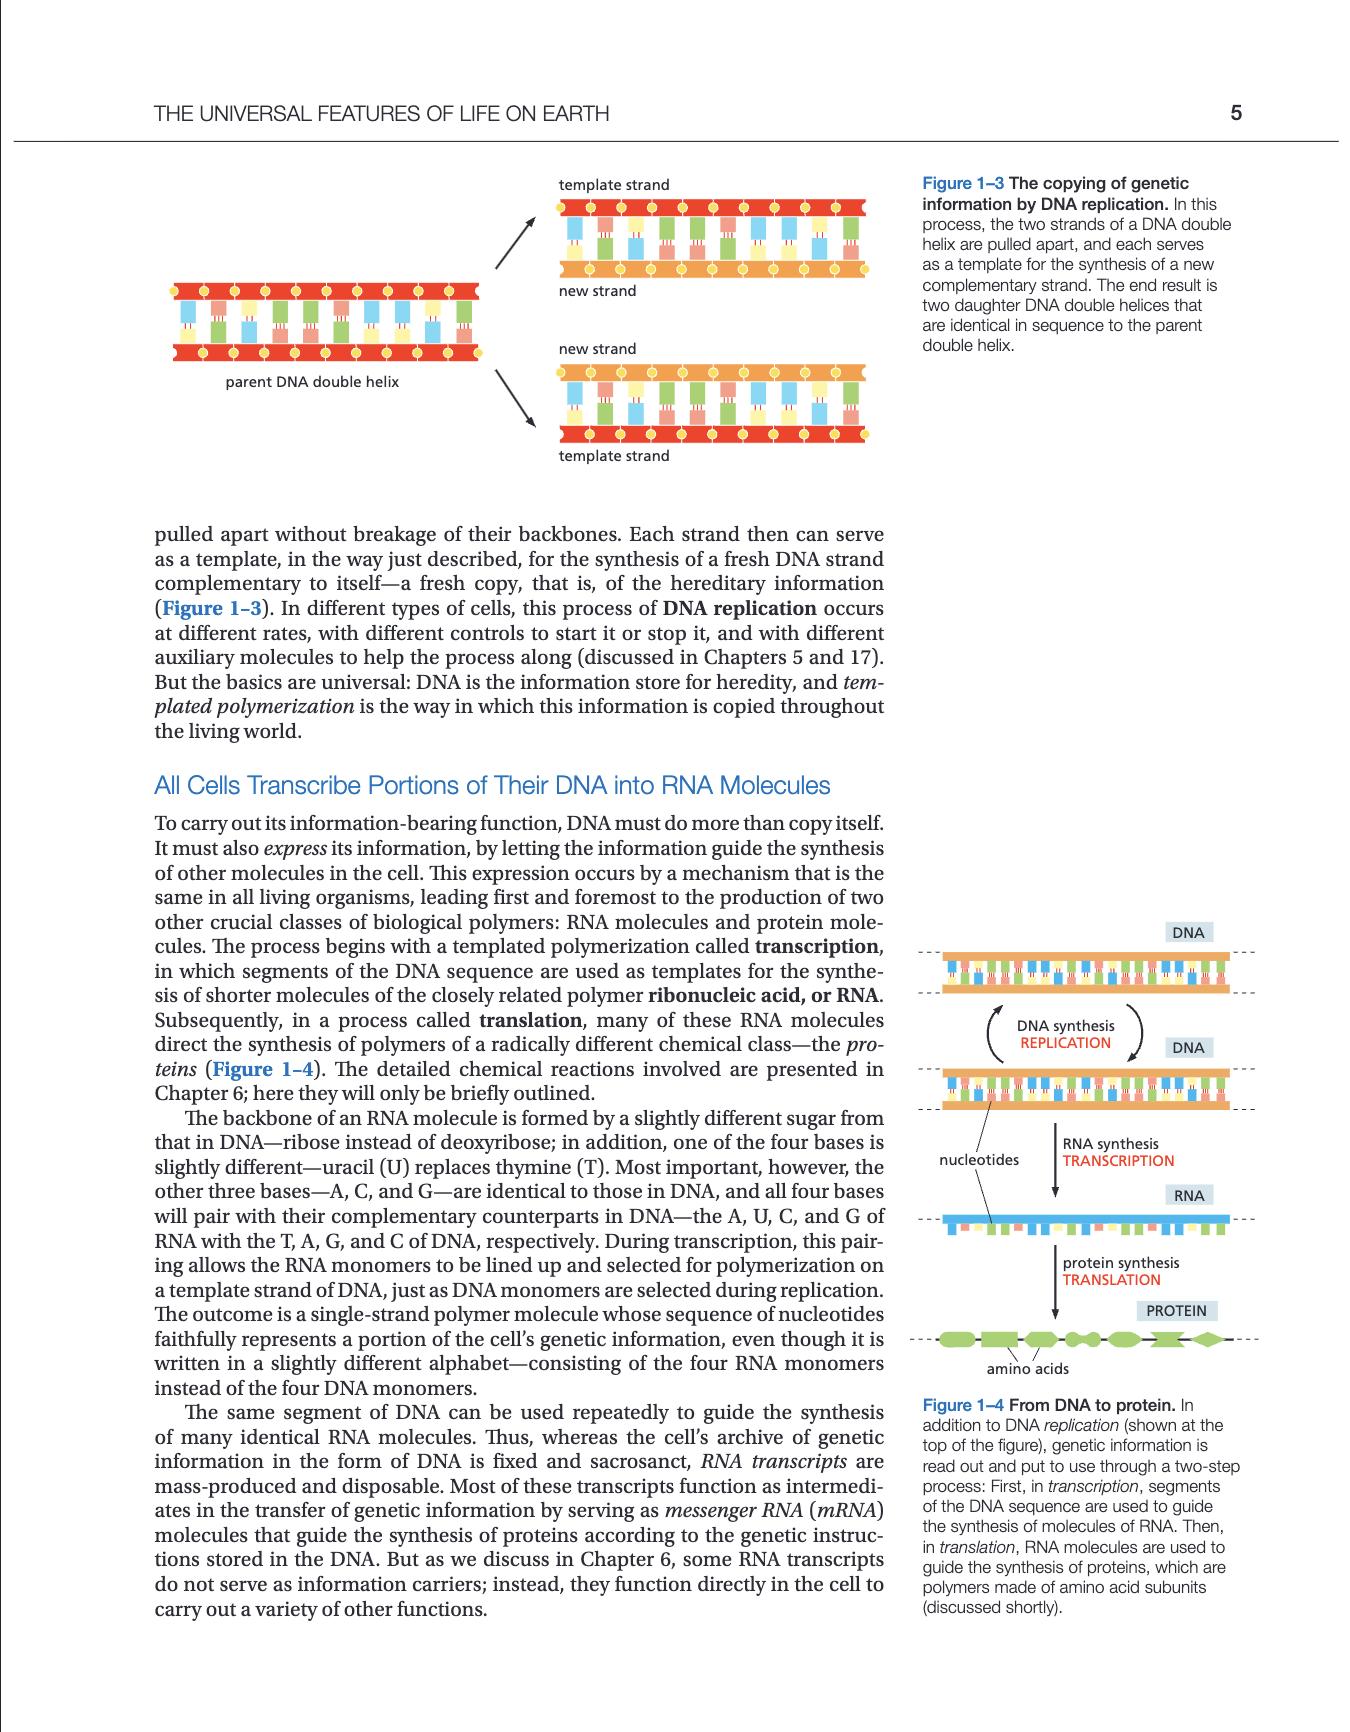 THE UNIVERSAL FEATURES OF LIFE ON EARTH
5
template strand
new strand
new strand
template strand
parent DNA double helix
Figure 1–3 The copying of genetic
information by DNA replication. In this
process, the two strands of a DNA double
helix are pulled apart, and each serves
as a template for the synthesis of a new
complementary strand. The end result is
two daughter DNA double helices that
are identical in sequence to the parent
double helix.
pulled apart without breakage of their backbones. Each strand then can serve
as a template, in the way just described, for the synthesis of a fresh DNA strand
complementary to itself—a fresh copy, that is, of the hereditary information
(Figure 1–3). In different types of cells, this process of DNA replication occurs
at different rates, with different controls to start it or stop it, and with different
auxiliary molecules to help the process along (discussed in Chapters 5 and 17).
But the basics are universal: DNA is the information store for heredity, and tem-
plated polymerization is the way in which this information is copied throughout
the living world.
All Cells Transcribe Portions of Their DNA into RNA Molecules
To carry out its information-bearing function, DNA must do more than copy itself.
It must also express its information, by letting the information guide the synthesis
of other molecules in the cell. This expression occurs by a mechanism that is the
same in all living organisms, leading first and foremost to the production of two
other crucial classes of biological polymers: RNA molecules and protein mole-
cules. The process begins with a templated polymerization called transcription,
in which segments of the DNA sequence are used as templates for the synthe-
sis of shorter molecules of the closely related polymer ribonucleic acid, or RNA.
Subsequently, in a process called translation, many of these RNA molecules
direct the synthesis of polymers of a radically different chemical class—the pro-
teins (Figure 1–4). The detailed chemical reactions involved are presented in
Chapter 6; here they will only be briefly outlined.
The backbone of an RNA molecule is formed by a slightly different sugar from
that in DNA—ribose instead of deoxyribose; in addition, one of the four bases is
slightly different—uracil (U) replaces thymine (T). Most important, however, the
other three bases—A, C, and G—are identical to those in DNA, and all four bases
will pair with their complementary counterparts in DNA—the A, U, C, and G of
RNA with the T, A, G, and C of DNA, respectively. During transcription, this pair-
ing allows the RNA monomers to be lined up and selected for polymerization on
a template strand of DNA, just as DNA monomers are selected during replication.
The outcome is a single-strand polymer molecule whose sequence of nucleotides
faithfully represents a portion of the cell’s genetic information, even though it is
written in a slightly different alphabet—consisting of the four RNA monomers
instead of the four DNA monomers.
The same segment of DNA can be used repeatedly to guide the synthesis
of many identical RNA molecules. Thus, whereas the cell’s archive of genetic
information in the form of DNA is fixed and sacrosanct, RNA transcripts are
mass-produced and disposable. Most of these transcripts function as intermedi-
ates in the transfer of genetic information by serving as messenger RNA (mRNA)
molecules that guide the synthesis of proteins according to the genetic instruc-
tions stored in the DNA. But as we discuss in Chapter 6, some RNA transcripts
do not serve as information carriers; instead, they function directly in the cell to
carry out a variety of other functions.
DNA
DNA synthesis
REPLICATION
DNA
nucleotides
RNA synthesis
TRANSCRIPTION
RNA
protein synthesis
TRANSLATION
PROTEIN
amino acids
Figure 1–4 From DNA to protein. In
addition to DNA replication (shown at the
top of the figure), genetic information is
read out and put to use through a two-step
process: First, in transcription, segments
of the DNA sequence are used to guide
the synthesis of molecules of RNA. Then,
in translation, RNA molecules are used to
guide the synthesis of proteins, which are
polymers made of amino acid subunits
(discussed shortly).